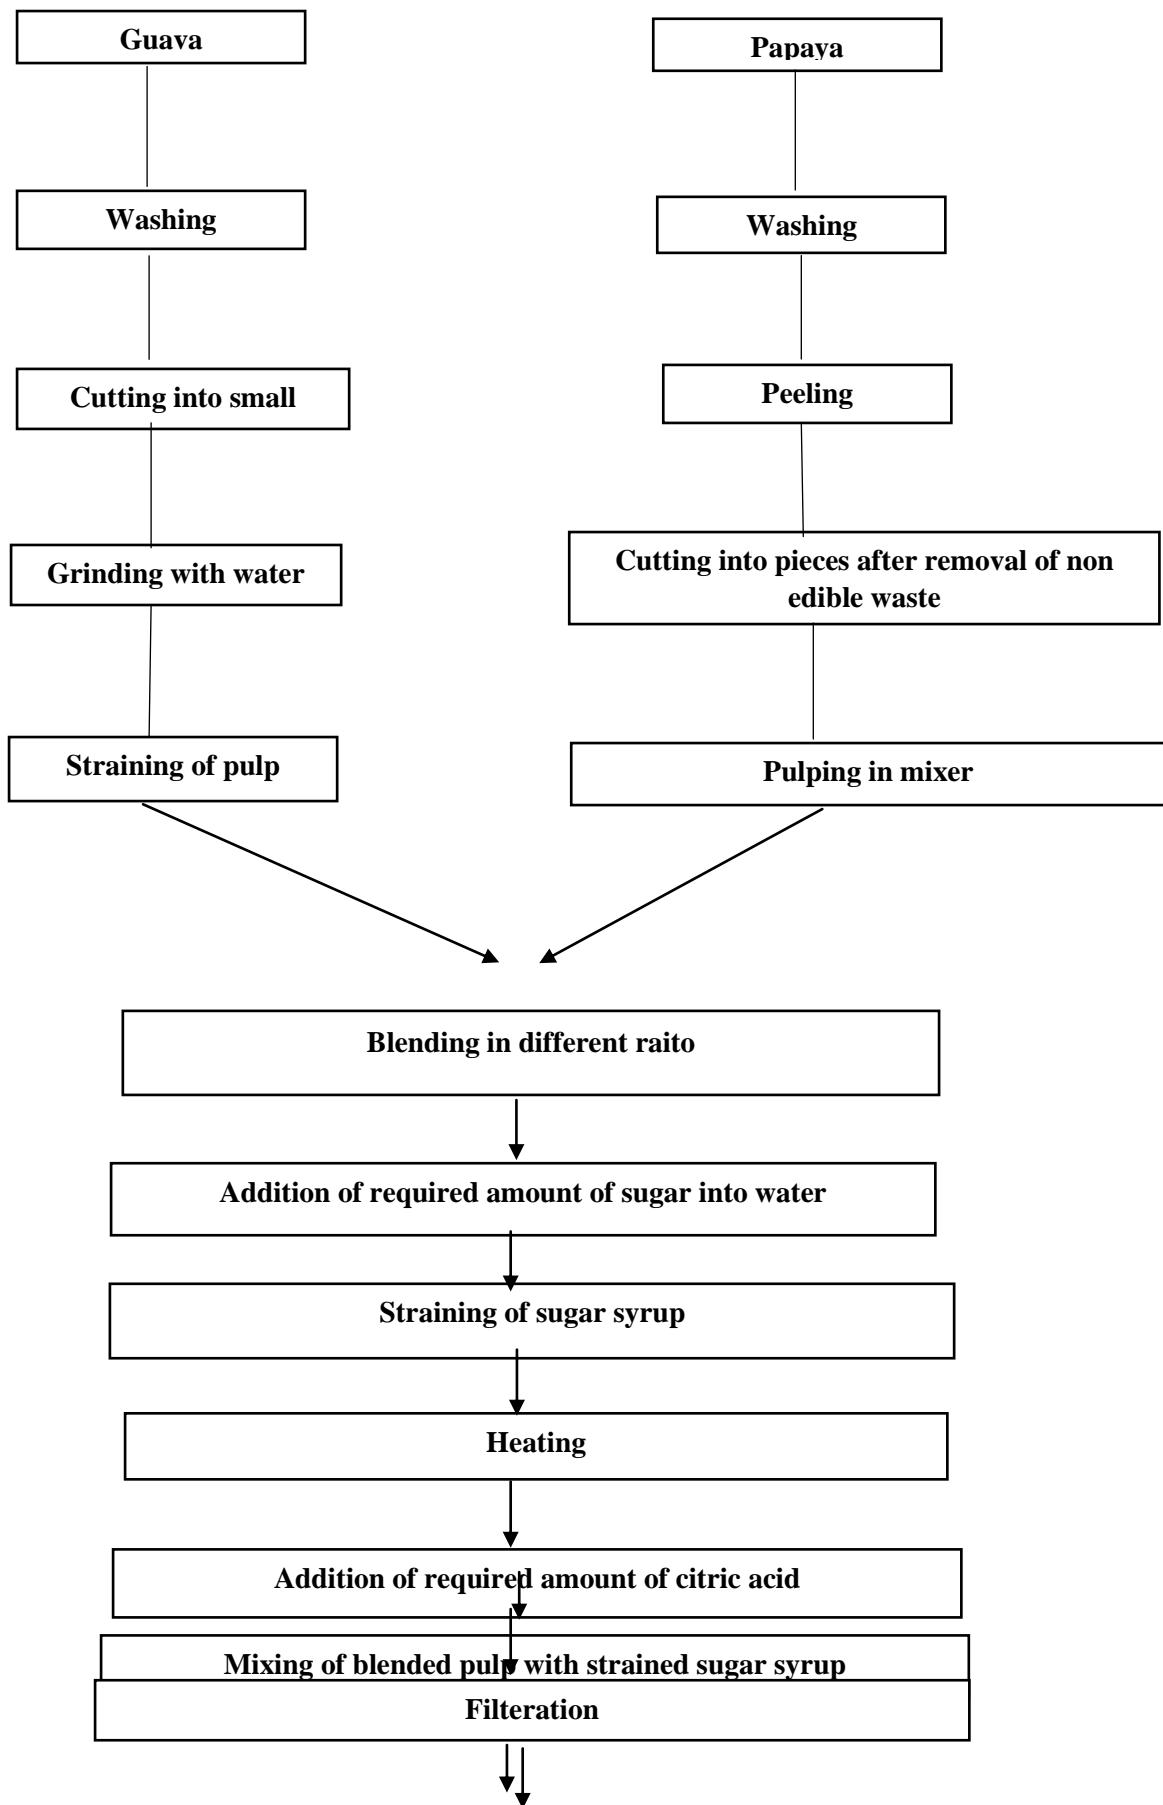 Guava
Papaya
Washing
Washing
Cutting into small
Peeling
Grinding with water
Cutting into pieces after removal of non
edible waste
Straining of pulp
Pulping in mixer
Blending in different raito
Addition of required amount of sugar into water
Straining of sugar syrup
Heating
Addition of required amount of citric acid
Mixing of blended pulp with strained sugar syrup
Filteration